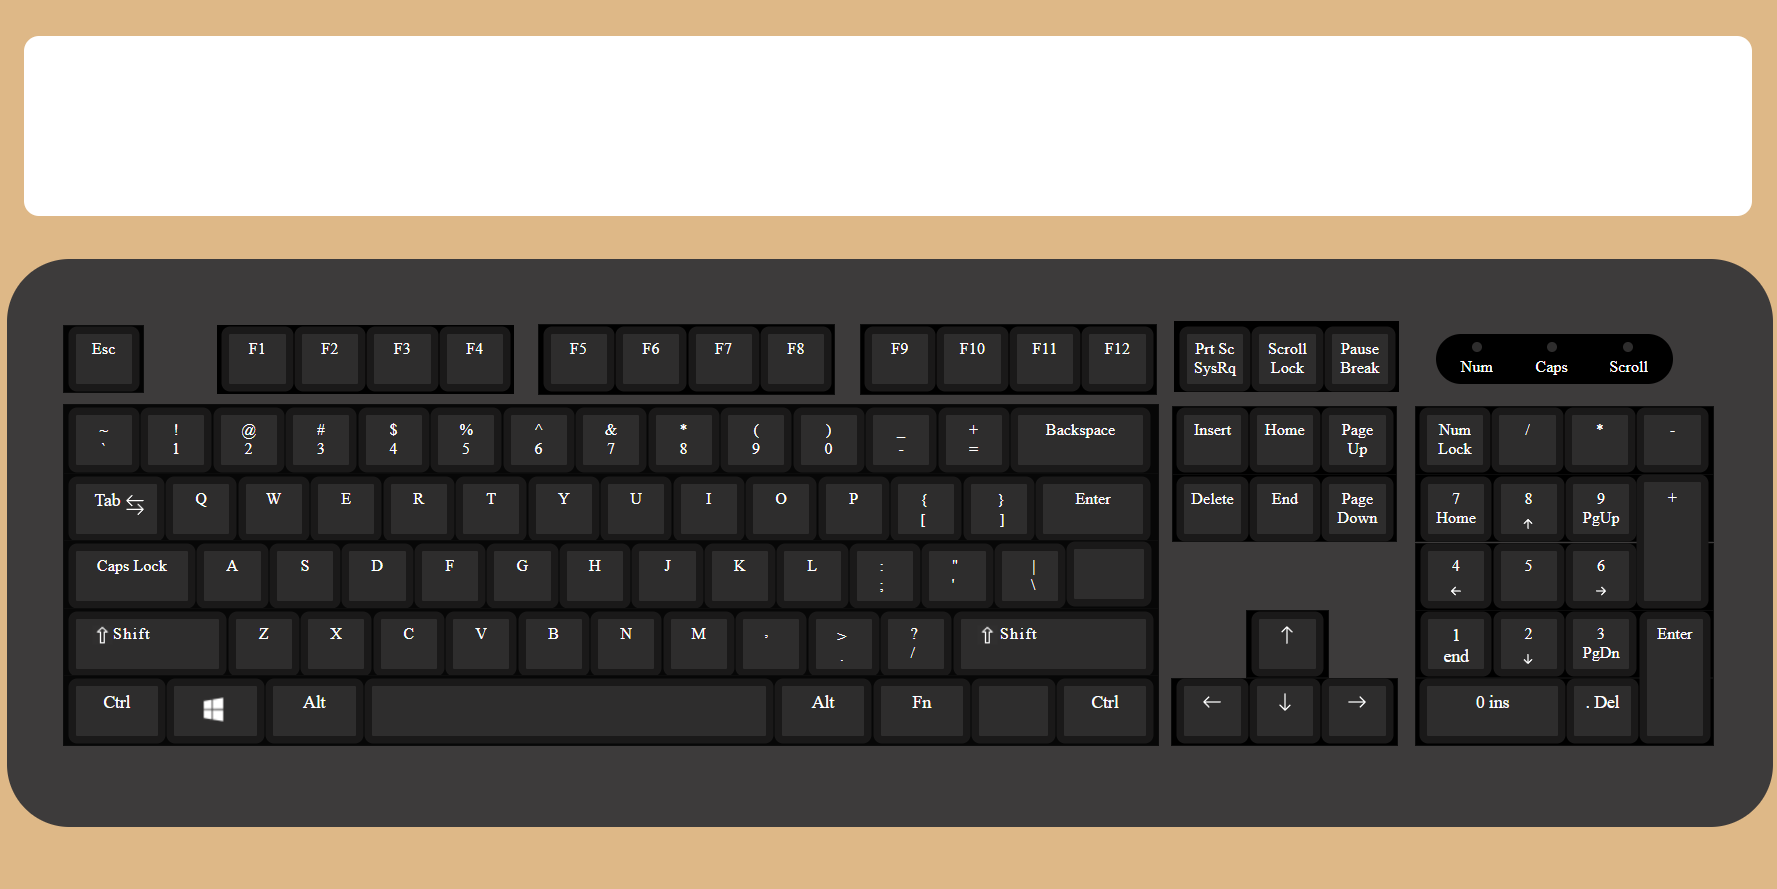 Esc F1 F2 F3 F4 F5 F6 F7 F8 F9 F10 F11 F12 Prt Sc Scroll Pause
SysRq Lock Break Num Caps Scroll
~ ! @ # $ % ^ & * ( ) _ + Backspace Insert Home Page Num / * -
` 1 2 3 4 5 6 7 8 9 0 - = Up Lock
Tab ⇆ Q W E R T Y U I O P { } Enter Delete End Page 7 8 9 +
[ ] Down Home ↑ PgUp
Caps Lock A S D F G H J K L : " | 4 5 6
; ' \ ← →
⇧ Shift Z X C V B N M , > ? ⇧ Shift ↑ 1 2 3 Enter
. / end ↓ PgDn
Ctrl Alt Alt Fn Ctrl ← ↓ → 0 ins . Del